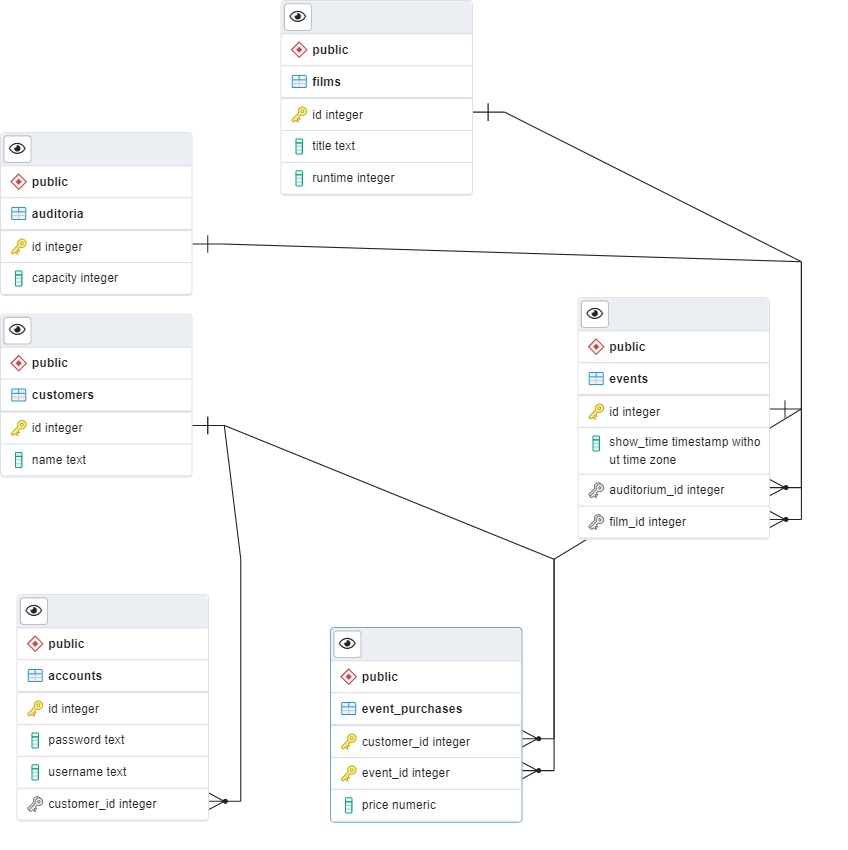 public
films
id integer
title text
runtime integer
public
auditoria
id integer
capacity integer
public
customers
id integer
name text
public
events
id integer
show_time timestamp witho
ut time zone
auditorium_id integer
film_id integer
public
accounts
id integer
password text
username text
customer_id integer
public
event_purchases
customer_id integer
event_id integer
price numeric